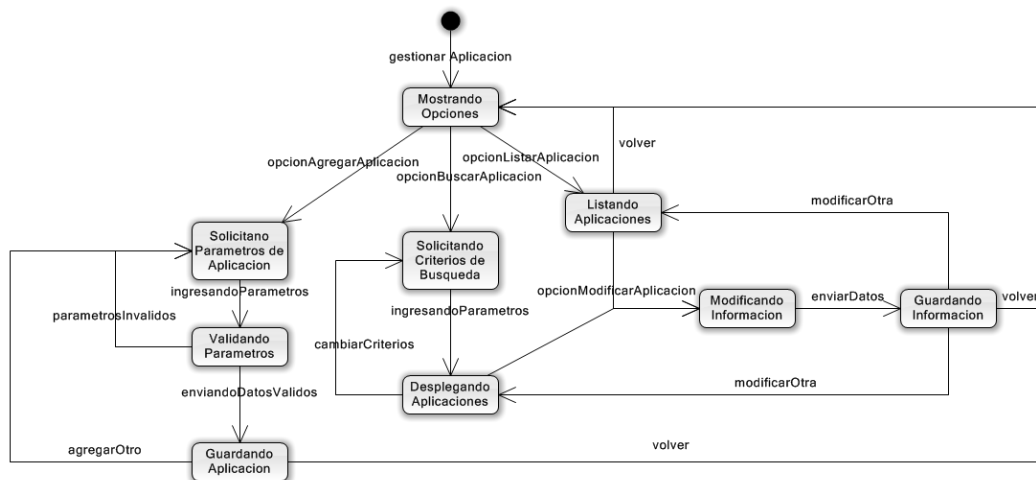 gestionar Aplicacion
Mostrando
Opciones
volver
opcionAgregarAplicacion
opcionListarAplicacion
opcionBuscarAplicacion
Listando
Aplicaciones
modificarOtra
Solicitano
Parametros de
Aplicacion
Solicitando
Criterios de
Busqueda
ingresandoParametros
opcionModificarAplicacion
Modificando
Informacion
enviarDatos
Guardando
Informacion
volver
parametrosInvalidos
ingresandoParametros
Validando
Parametros
cambiarCriterios
enviandoDatosValidos
Desplegando
Aplicaciones
modificarOtra
agregarOtro
Guardando
Aplicacion
volver